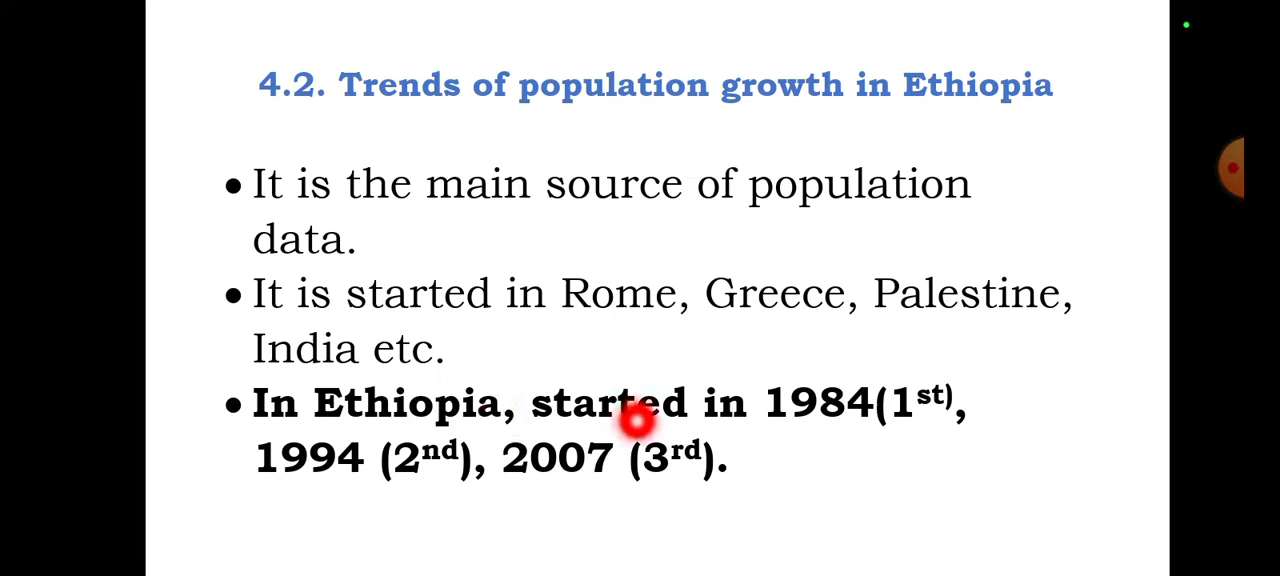 4.2. Trends of population growth in Ethiopia
• It is the main source of population
data.
• It is started in Rome, Greece, Palestine,
India etc.
• In Ethiopia, started in 1984(1st),
1994 (2nd), 2007 (3rd).